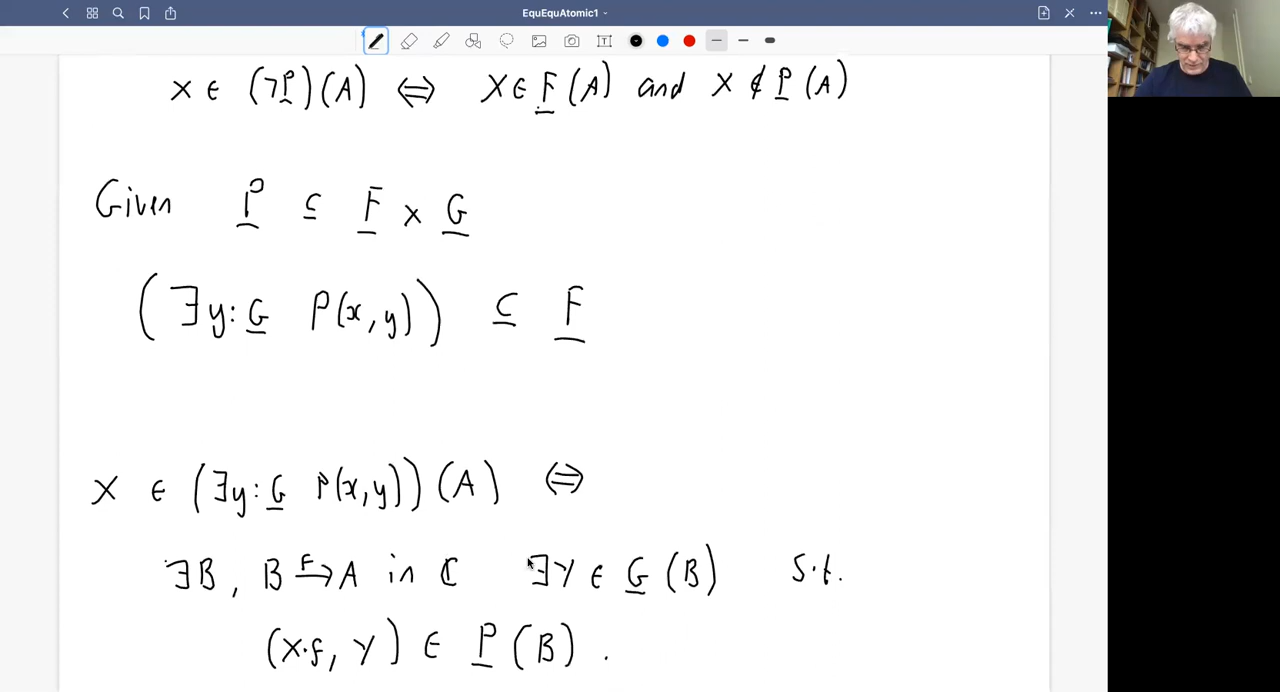 EquEquAtomic1
X ∈ (¬P)(A) ⟺ X ∈ F(A) and X ∉ P(A)
Given P ⊆ F × G
(∃y:G P(x,y)) ⊆ F
X ∈ (∃y:G P(x,y))(A) ⟺
∃B, B –F→ A in ℂ ∃Y ∈ G(B) s.t.
(X·f, Y) ∈ P(B) .